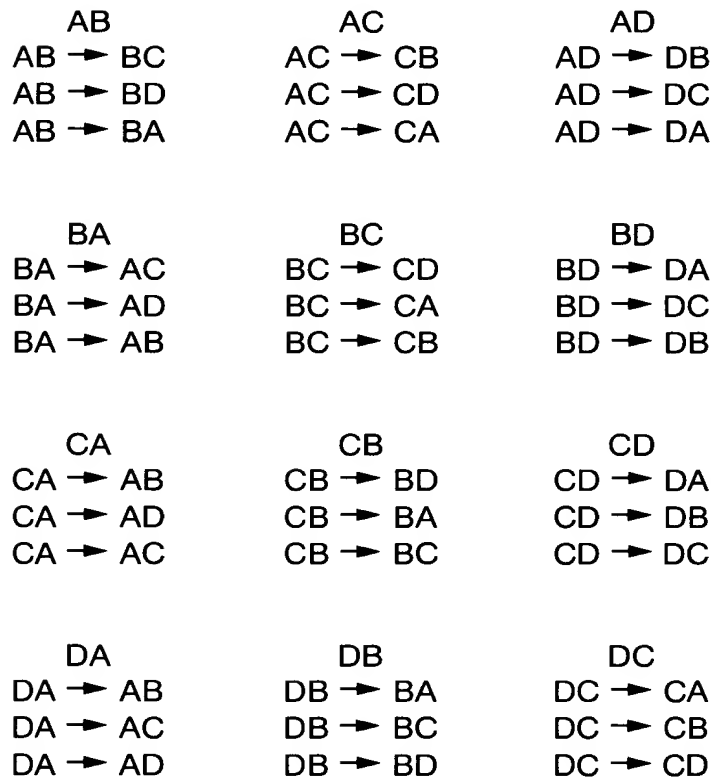 AB AC AD
AB → BC AC → CB AD → DB
AB → BD AC → CD AD → DC
AB → BA AC → CA AD → DA
BA BC BD
BA → AC BC → CD BD → DA
BA → AD BC → CA BD → DC
BA → AB BC → CB BD → DB
CA CB CD
CA → AB CB → BD CD → DA
CA → AD CB → BA CD → DB
CA → AC CB → BC CD → DC
DA DB DC
DA → AB DB → BA DC → CA
DA → AC DB → BC DC → CB
DA → AD DB → BD DC → CD